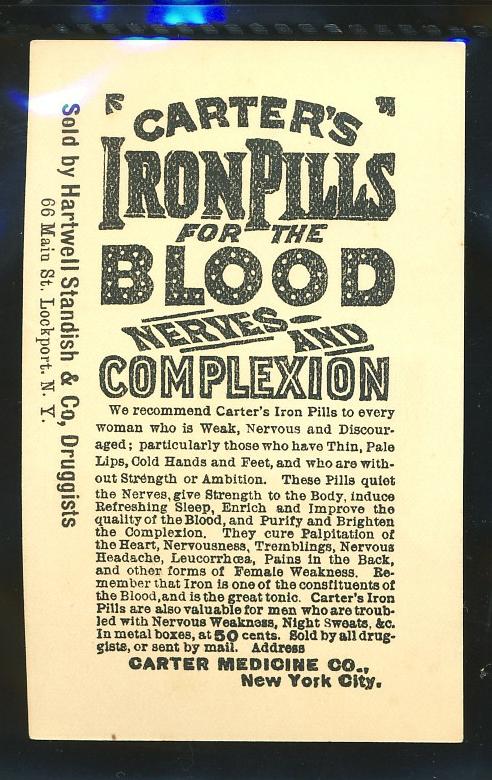 "CARTER'S"
IRON PILLS
FOR THE
BLOOD
NERVES AND
COMPLEXION
We recommend Carter's Iron Pills to every
woman who is Weak, Nervous and Discour-
aged; particularly those who have Thin, Pale
Lips, Cold Hands and Feet, and who are with-
out Strength or Ambition. These Pills quiet
the Nerves, give Strength to the Body, induce
Refreshing Sleep, Enrich and Improve the
quality of the Blood, and Purify and Brighten
the Complexion. They cure Palpitation of
the Heart, Nervousness, Tremblings, Nervous
Headache, Leucorrhœa, Pains in the Back,
and other forms of Female Weakness. Re-
member that Iron is one of the constituents of
the Blood, and is the great tonic. Carter's Iron
Pills are also valuable for men who are troub-
led with Nervous Weakness, Night Sweats, &c.
In metal boxes, at 50 cents. Sold by all drug-
gists, or sent by mail. Address
CARTER MEDICINE CO.,
New York City.
Sold by Hartwell Standish & Co, Druggists
66 Main St. Lockport. N. Y.